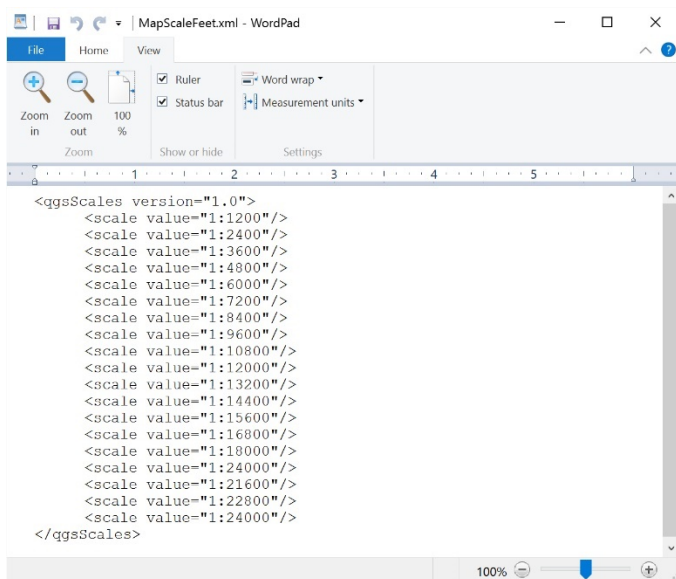 MapScaleFeet.xml - WordPad
File Home View
Zoom in
Zoom out
100 %
Zoom
Ruler
Status bar
Show or hide
Word wrap
Measurement units
Settings
1 2 3 4 5
<qgsScales version="1.0">
<scale value="1:1200"/>
<scale value="1:2400"/>
<scale value="1:3600"/>
<scale value="1:4800"/>
<scale value="1:6000"/>
<scale value="1:7200"/>
<scale value="1:8400"/>
<scale value="1:9600"/>
<scale value="1:10800"/>
<scale value="1:12000"/>
<scale value="1:13200"/>
<scale value="1:14400"/>
<scale value="1:15600"/>
<scale value="1:16800"/>
<scale value="1:18000"/>
<scale value="1:24000"/>
<scale value="1:21600"/>
<scale value="1:22800"/>
<scale value="1:24000"/>
</qgsScales>
100%